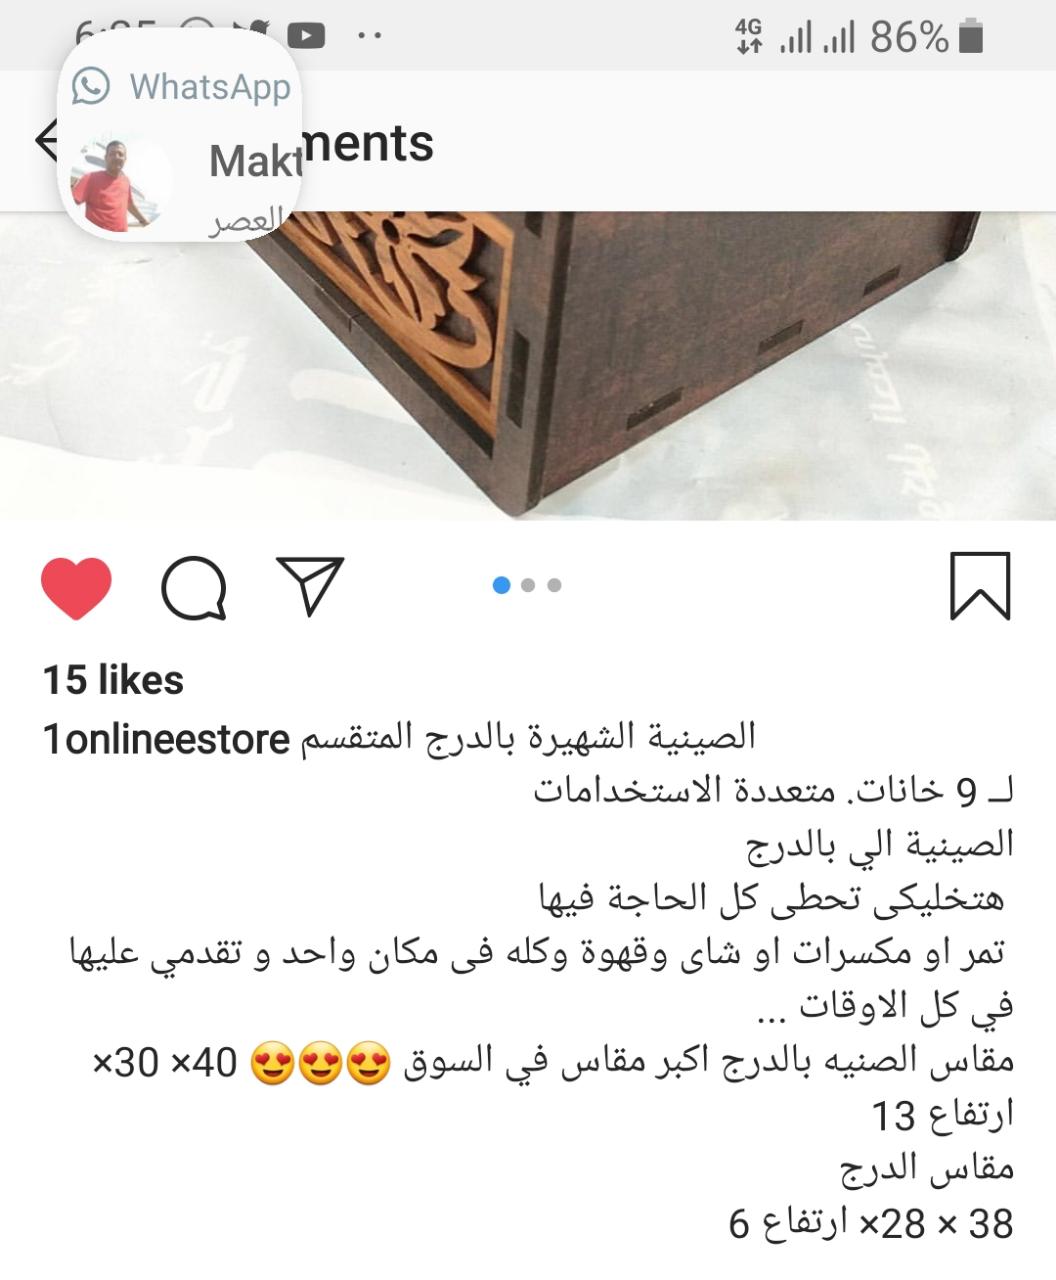 86%
4G
WhatsApp
Makt
العصر
ments
15 likes
1onlineestore الصينية الشهيرة بالدرج المتقسم
لــ 9 خانات. متعددة الاستخدامات
الصينية الي بالدرج
هتخليكى تحطى كل الحاجة فيها
تمر او مكسرات او شاى وقهوة وكله فى مكان واحد و تقدمي عليها
في كل الاوقات ...
مقاس الصنيه بالدرج اكبر مقاس في السوق 😍😍😍 40× 30×
ارتفاع 13
مقاس الدرج
38 × 28× ارتفاع 6